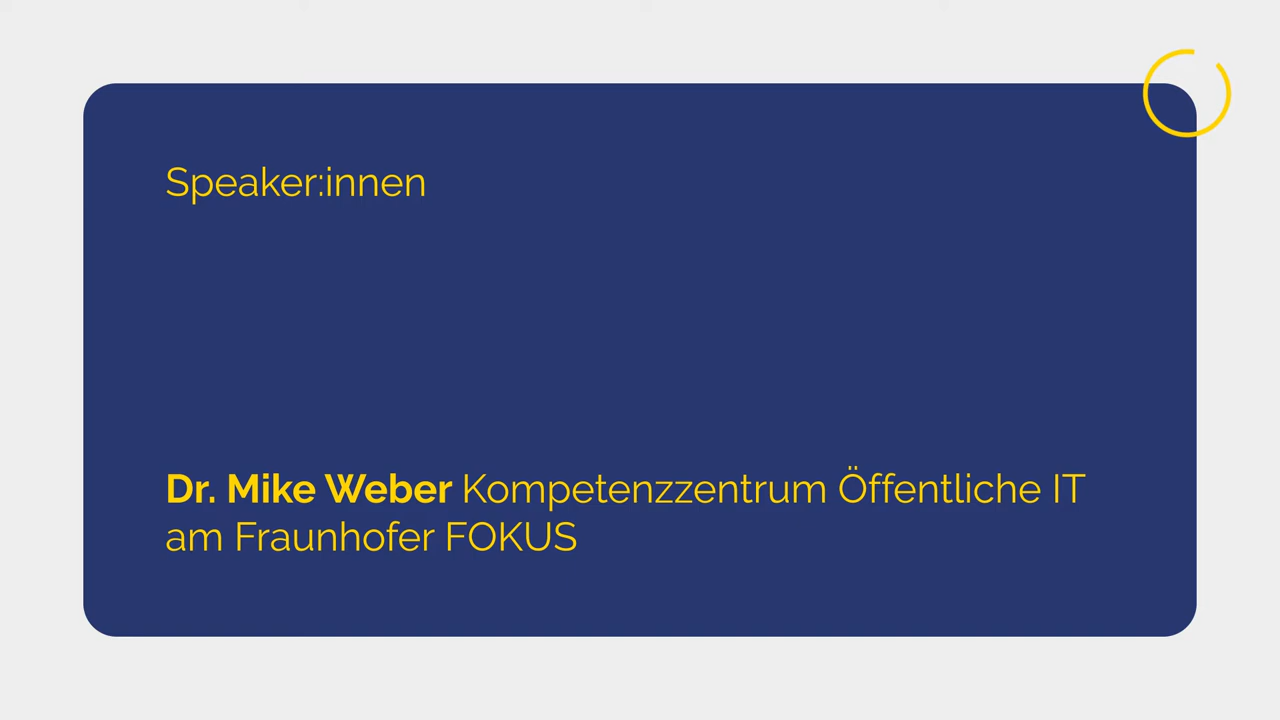 Speaker:innen
Dr. Mike Weber Kompetenzzentrum Öffentliche IT
am Fraunhofer FOKUS